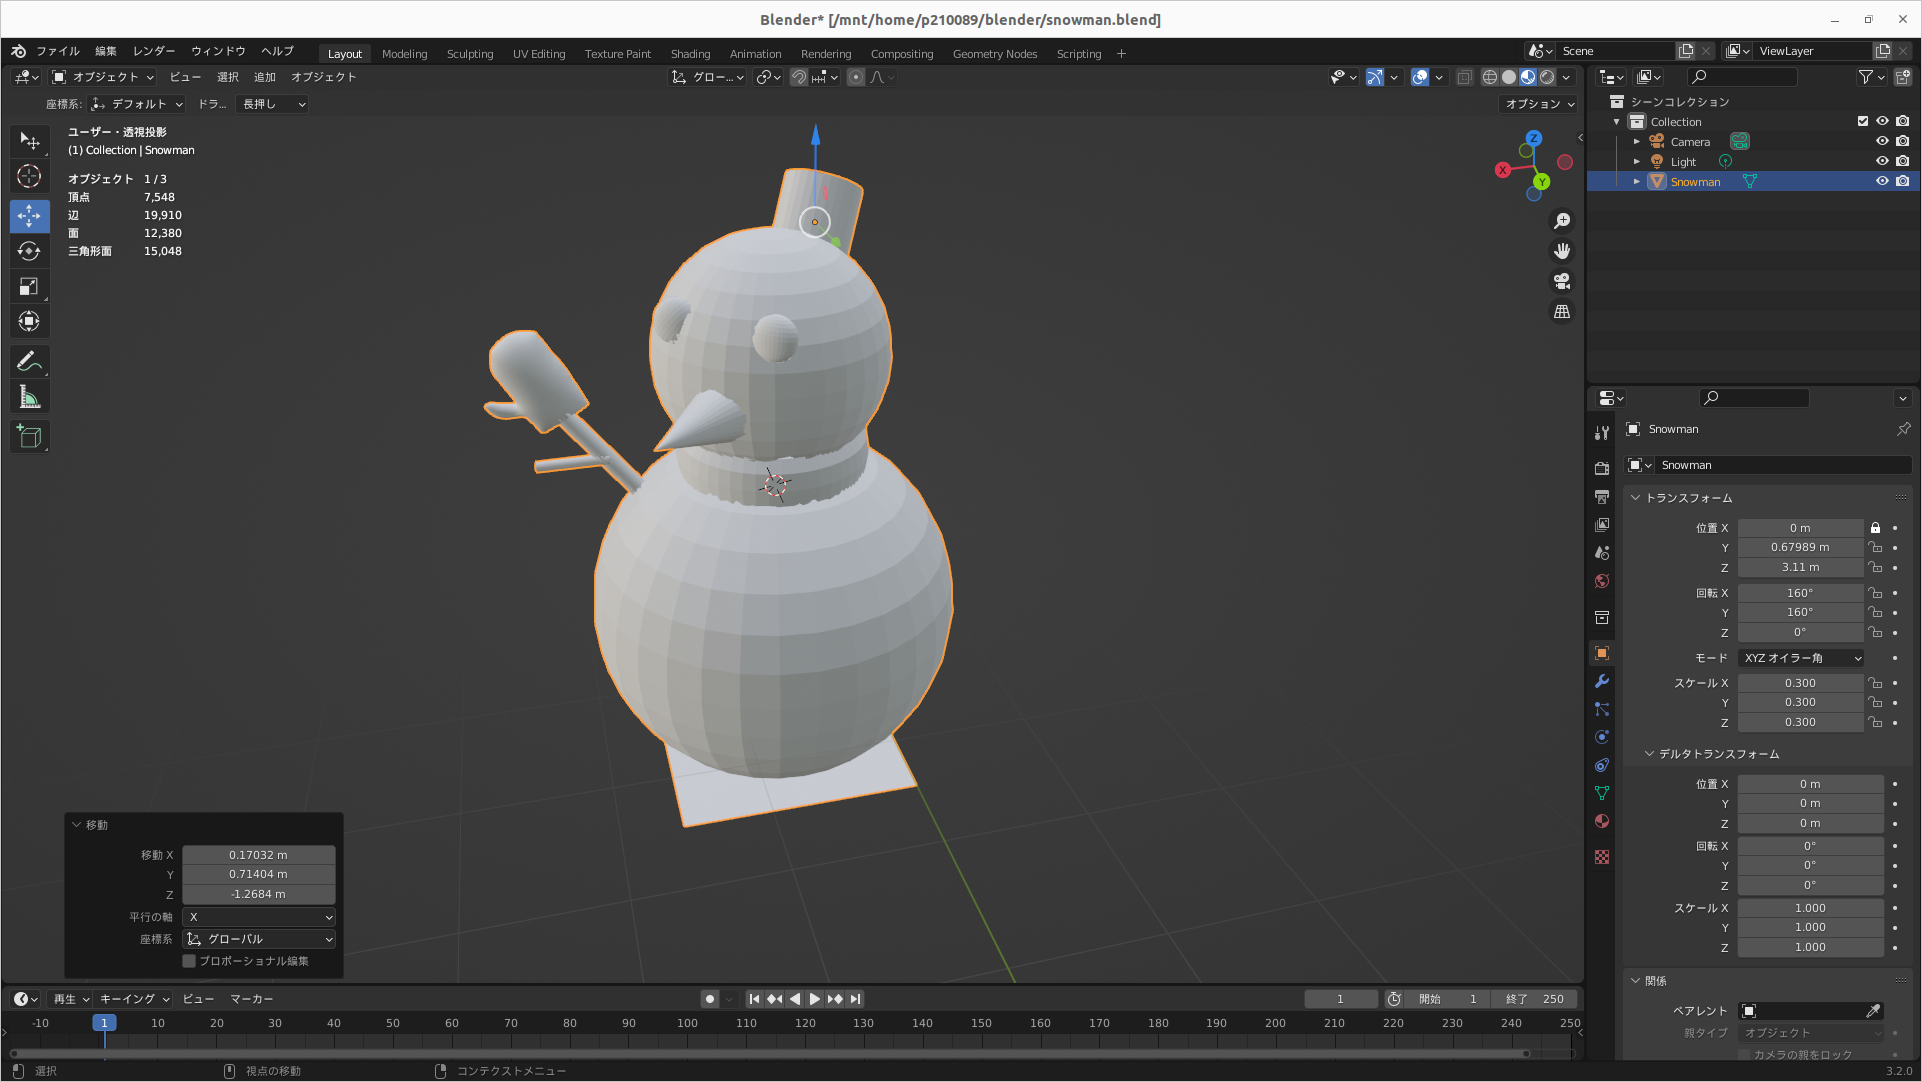 Blender* [/mnt/home/p210089/blender/snowman.blend]
ファイル 編集 レンダー ウィンドウ ヘルプ Layout Modeling Sculpting UV Editing Texture Paint Shading Animation Rendering Compositing Geometry Nodes Scripting + Scene ViewLayer
オブジェクト ビュー 選択 追加 オブジェクト グロー...
座標系: デフォルト ドラ... 長押し オプション
ユーザー・透視投影
(1) Collection | Snowman
オブジェクト 1 / 3
頂点 7,548
辺 19,910
面 12,380
三角形面 15,048
Z
X
Y
シーンコレクション
Collection
Camera
Light
Snowman
Snowman
Snowman
トランスフォーム
位置 X 0 m
Y 0.67989 m
Z 3.11 m
回転 X 160°
Y 160°
Z 0°
モード XYZ オイラー角
スケール X 0.300
Y 0.300
Z 0.300
デルタトランスフォーム
位置 X 0 m
Y 0 m
Z 0 m
回転 X 0°
Y 0°
Z 0°
スケール X 1.000
Y 1.000
Z 1.000
関係
ペアレント
親タイプ オブジェクト
カメラの親をロック
移動
移動 X 0.17032 m
Y 0.71404 m
Z -1.2684 m
平行の軸 X
座標系 グローバル
プロポーショナル編集
再生 キーイング ビュー マーカー 1 開始 1 終了 250
-10 1 10 20 30 40 50 60 70 80 90 100 110 120 130 140 150 160 170 180 190 200 210 220 230 240 250
選択 視点の移動 コンテクストメニュー 3.2.0